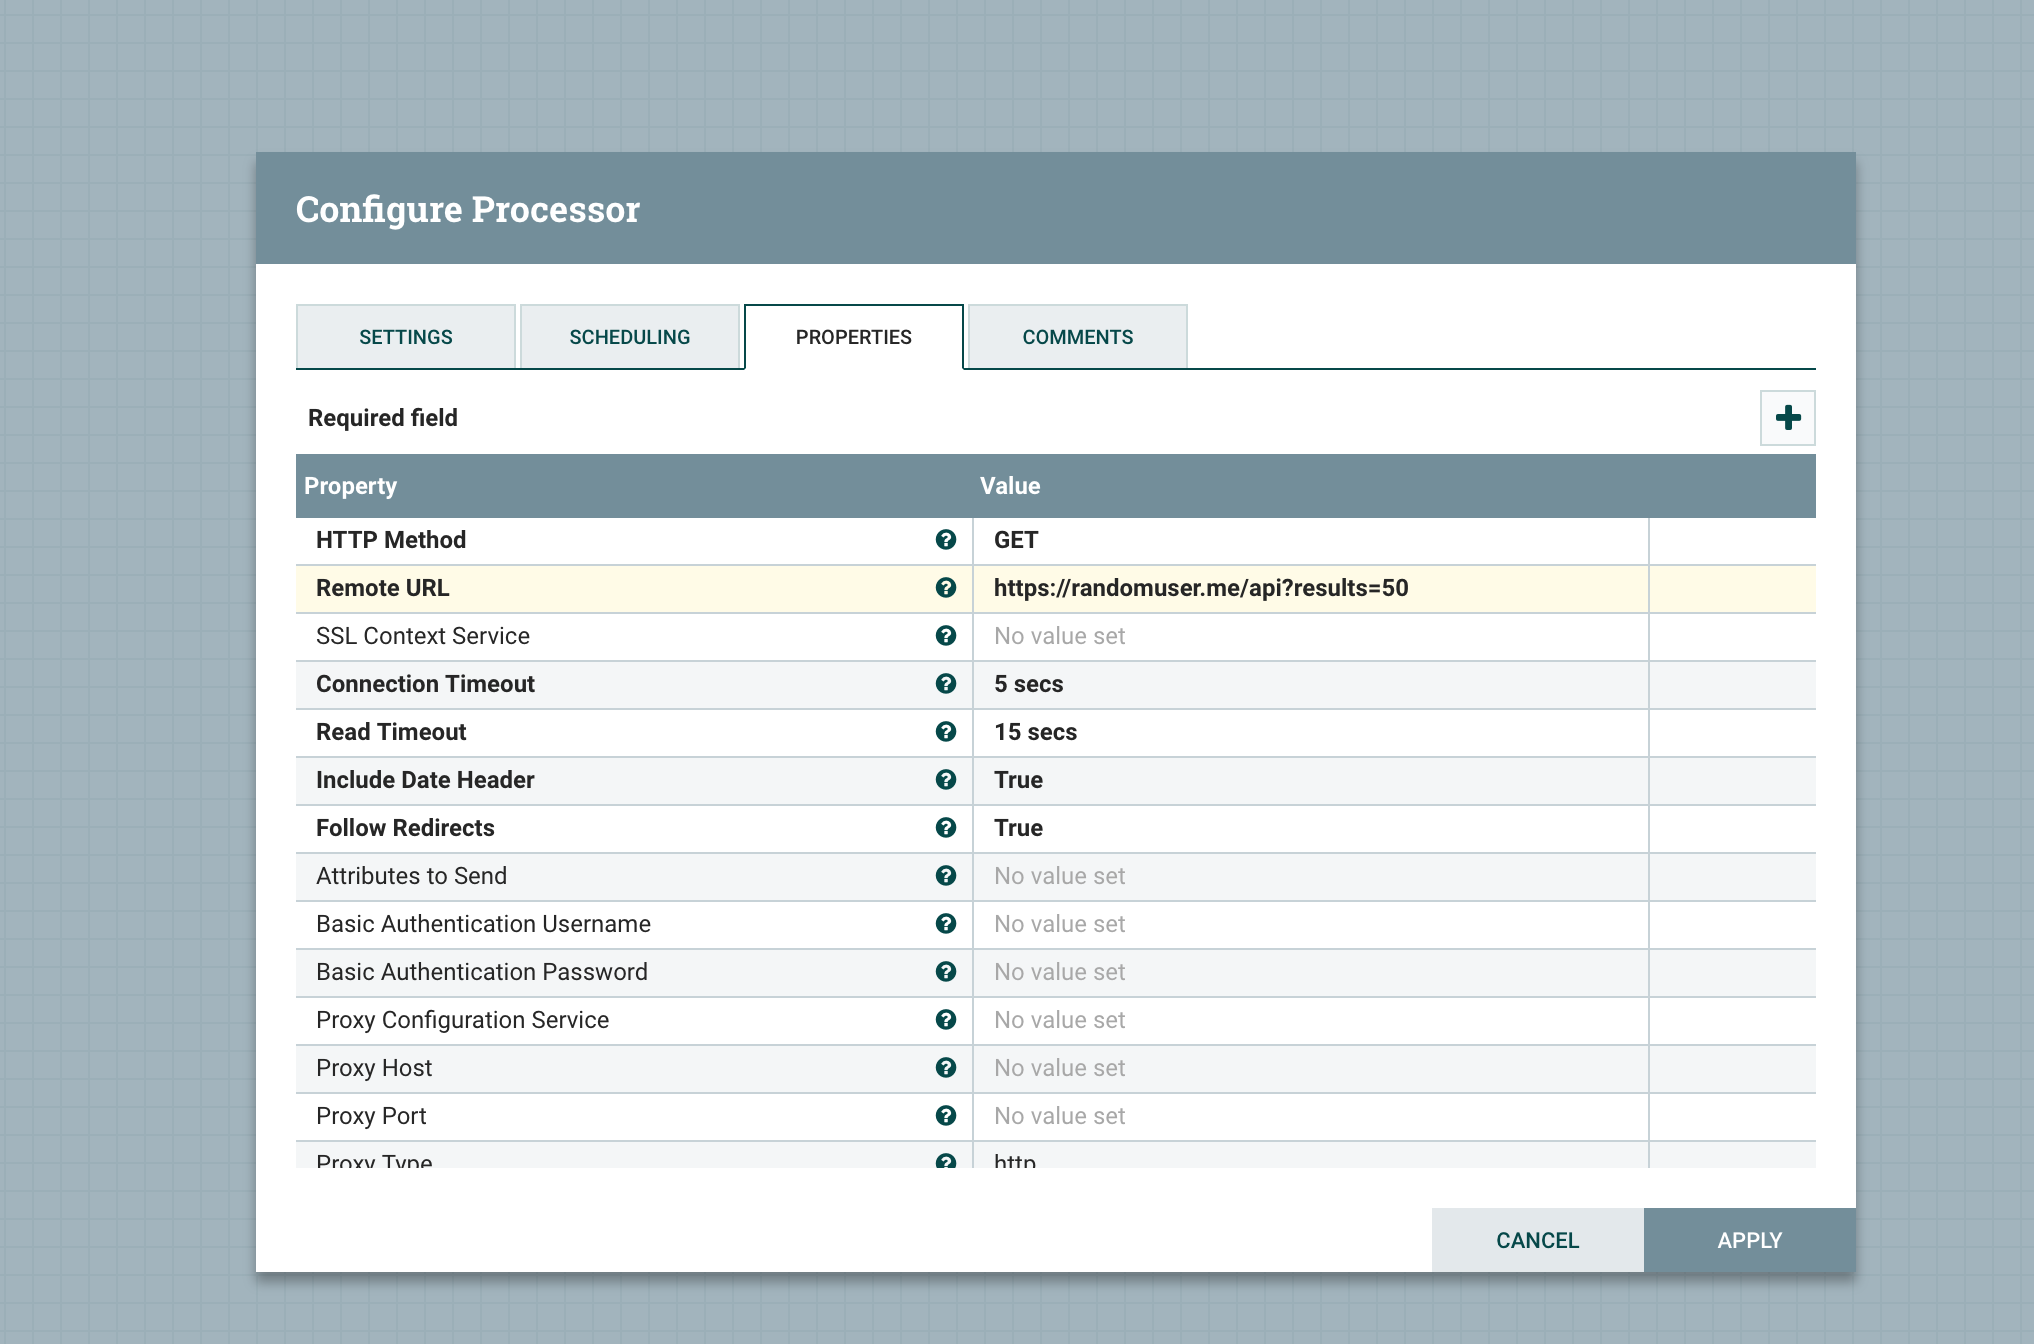 Configure Processor
SETTINGS SCHEDULING PROPERTIES COMMENTS
Required field
Property Value
HTTP Method GET
Remote URL https://randomuser.me/api?results=50
SSL Context Service No value set
Connection Timeout 5 secs
Read Timeout 15 secs
Include Date Header True
Follow Redirects True
Attributes to Send No value set
Basic Authentication Username No value set
Basic Authentication Password No value set
Proxy Configuration Service No value set
Proxy Host No value set
Proxy Port No value set
Proxy Type http
CANCEL APPLY